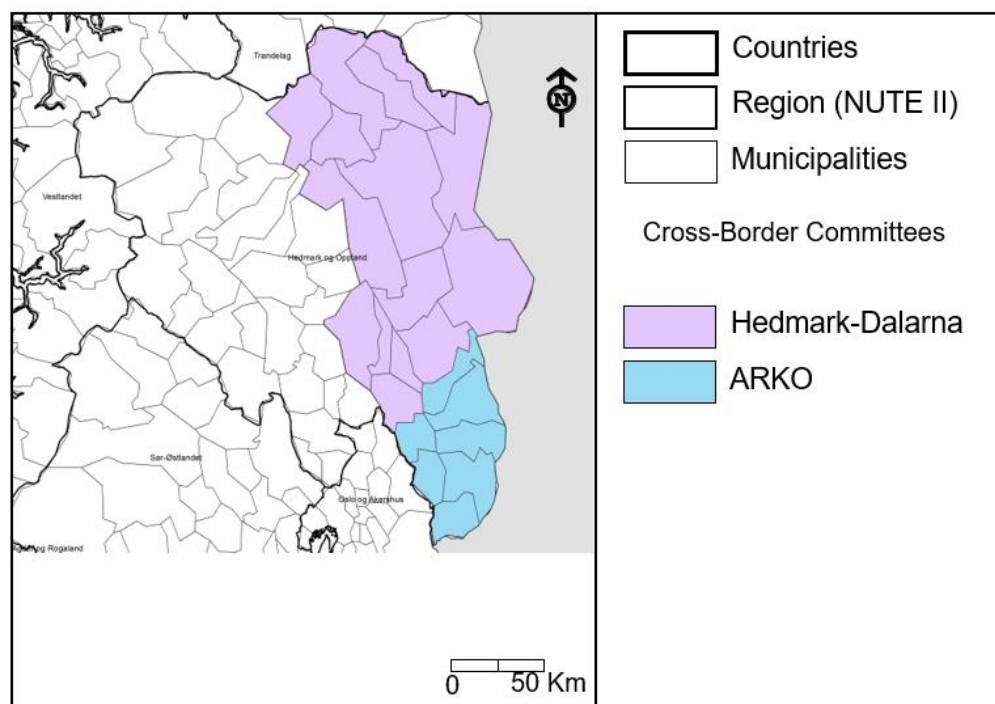 Trøndelag
N
Vestlandet
Hedmark og Oppland
Sør-Østlandet
Oslo og Akershus
og Rogaland
0 50 Km
Countries
Region (NUTE II)
Municipalities
Cross-Border Committees
Hedmark-Dalarna
ARKO